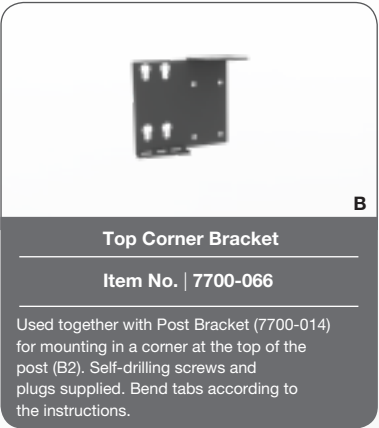 B
Top Corner Bracket
Item No. | 7700-066
Used together with Post Bracket (7700-014)
for mounting in a corner at the top of the
post (B2). Self-drilling screws and
plugs supplied. Bend tabs according to
the instructions.